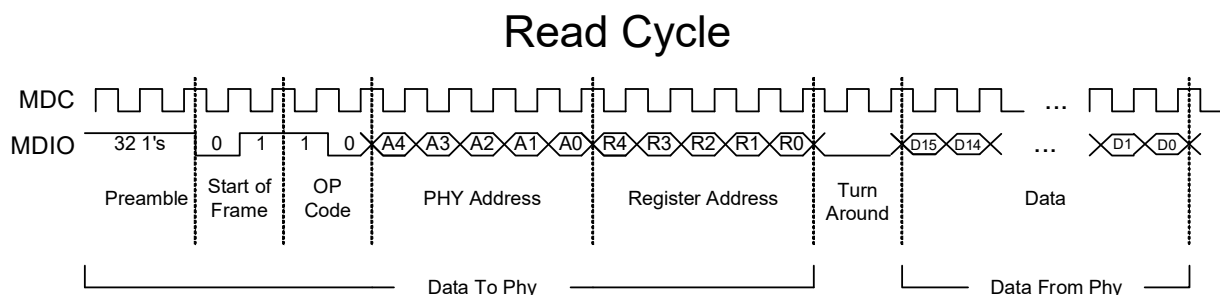 Read Cycle
MDC
...
MDIO
32 1's 0 1 1 0 A4 A3 A2 A1 A0 R4 R3 R2 R1 R0 D15 D14 ... D1 D0
Preamble
Start of
Frame
OP
Code
PHY Address
Register Address
Turn
Around
Data
Data To Phy
Data From Phy